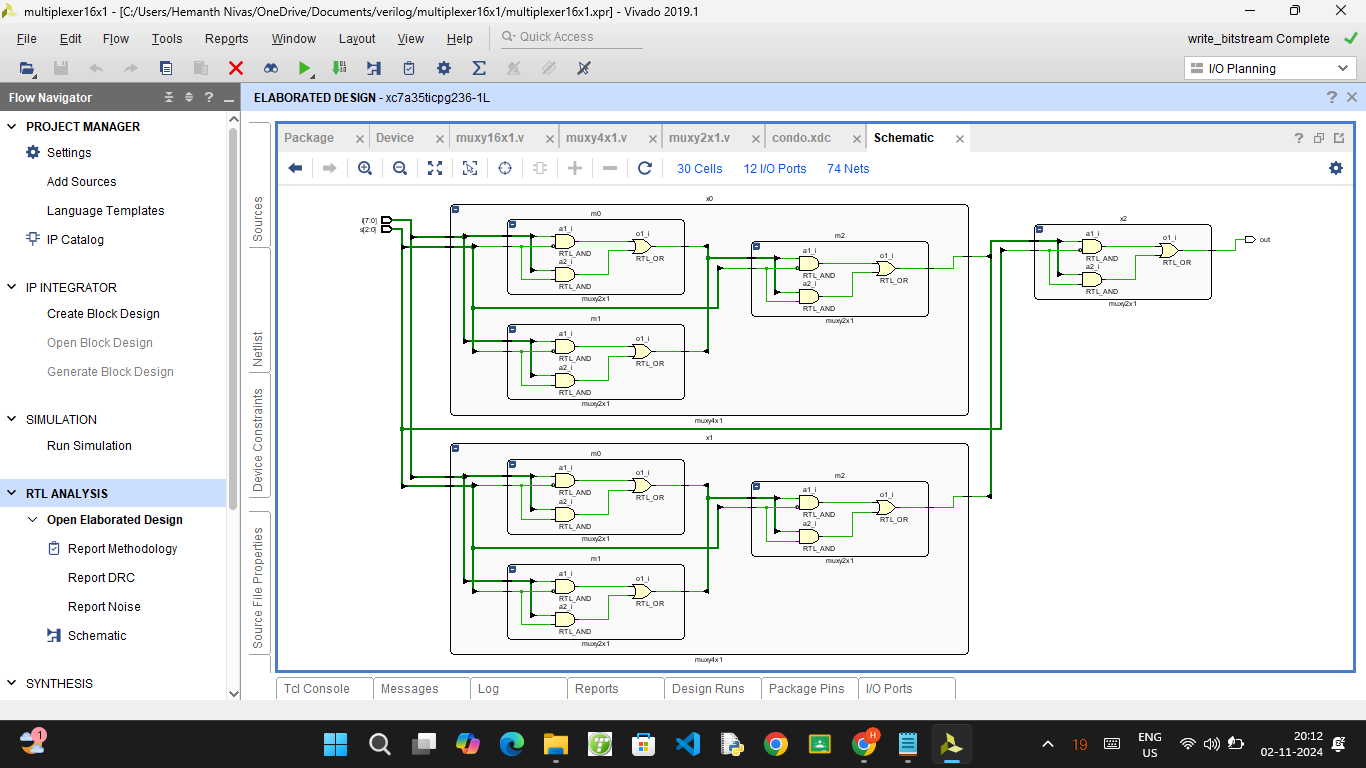 multiplexer16x1 - [C:/Users/Hemanth Nivas/OneDrive/Documents/verilog/multiplexer16x1/multiplexer16x1.xpr] - Vivado 2019.1
File Edit Flow Tools Reports Window Layout View Help Quick Access
write_bitstream Complete
I/O Planning
Flow Navigator
PROJECT MANAGER
Settings
Add Sources
Language Templates
IP Catalog
IP INTEGRATOR
Create Block Design
Open Block Design
Generate Block Design
SIMULATION
Run Simulation
RTL ANALYSIS
Open Elaborated Design
Report Methodology
Report DRC
Report Noise
Schematic
SYNTHESIS
ELABORATED DESIGN - xc7a35ticpg236-1L
Sources
Netlist
Device Constraints
Source File Properties
Package Device muxy16x1.v muxy4x1.v muxy2x1.v condo.xdc Schematic
30 Cells 12 I/O Ports 74 Nets
i[7:0]
s[2:0]
x0
m0
a1_i
RTL_AND
a2_i
RTL_AND
o1_i
RTL_OR
muxy2x1
m1
a1_i
RTL_AND
a2_i
RTL_AND
o1_i
RTL_OR
muxy2x1
m2
a1_i
RTL_AND
a2_i
RTL_AND
o1_i
RTL_OR
muxy2x1
muxy4x1
x1
m0
a1_i
RTL_AND
a2_i
RTL_AND
o1_i
RTL_OR
muxy2x1
m1
a1_i
RTL_AND
a2_i
RTL_AND
o1_i
RTL_OR
muxy2x1
m2
a1_i
RTL_AND
a2_i
RTL_AND
o1_i
RTL_OR
muxy2x1
muxy4x1
x2
a1_i
RTL_AND
a2_i
RTL_AND
o1_i
RTL_OR
muxy2x1
out
Tcl Console Messages Log Reports Design Runs Package Pins I/O Ports
1
H
19
ENG
US
20:12
02-11-2024